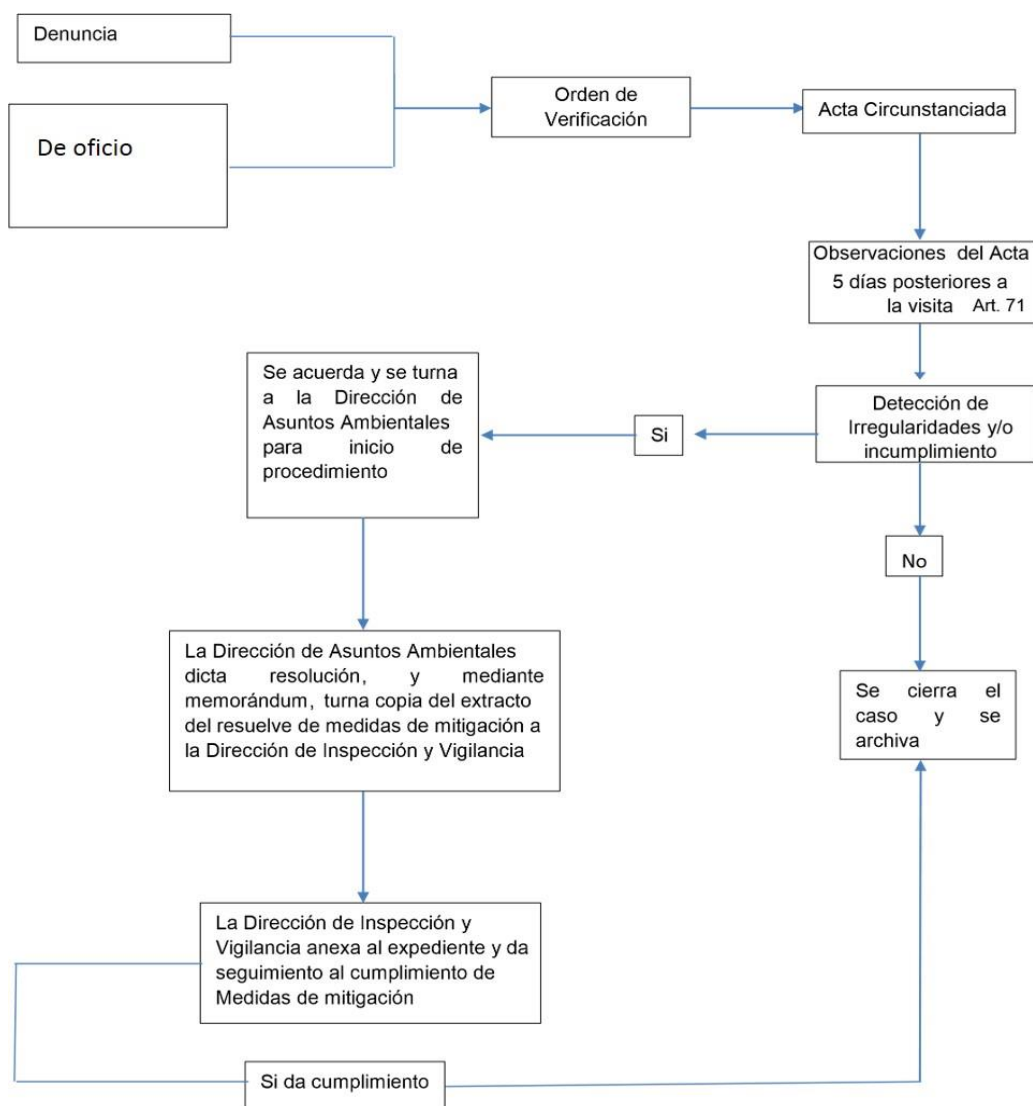 Denuncia
De oficio
Orden de
Verificación
Acta Circunstanciada
Observaciones del Acta
5 días posteriores a
la visita Art. 71
Detección de
Irregularidades y/o
incumplimiento
Si
Se acuerda y se turna
a la Dirección de
Asuntos Ambientales
para inicio de
procedimiento
No
La Dirección de Asuntos Ambientales
dicta resolución, y mediante
memorándum, turna copia del extracto
del resuelve de medidas de mitigación a
la Dirección de Inspección y Vigilancia
Se cierra el
caso y se
archiva
La Dirección de Inspección y
Vigilancia anexa al expediente y da
seguimiento al cumplimiento de
Medidas de mitigación
Si da cumplimiento